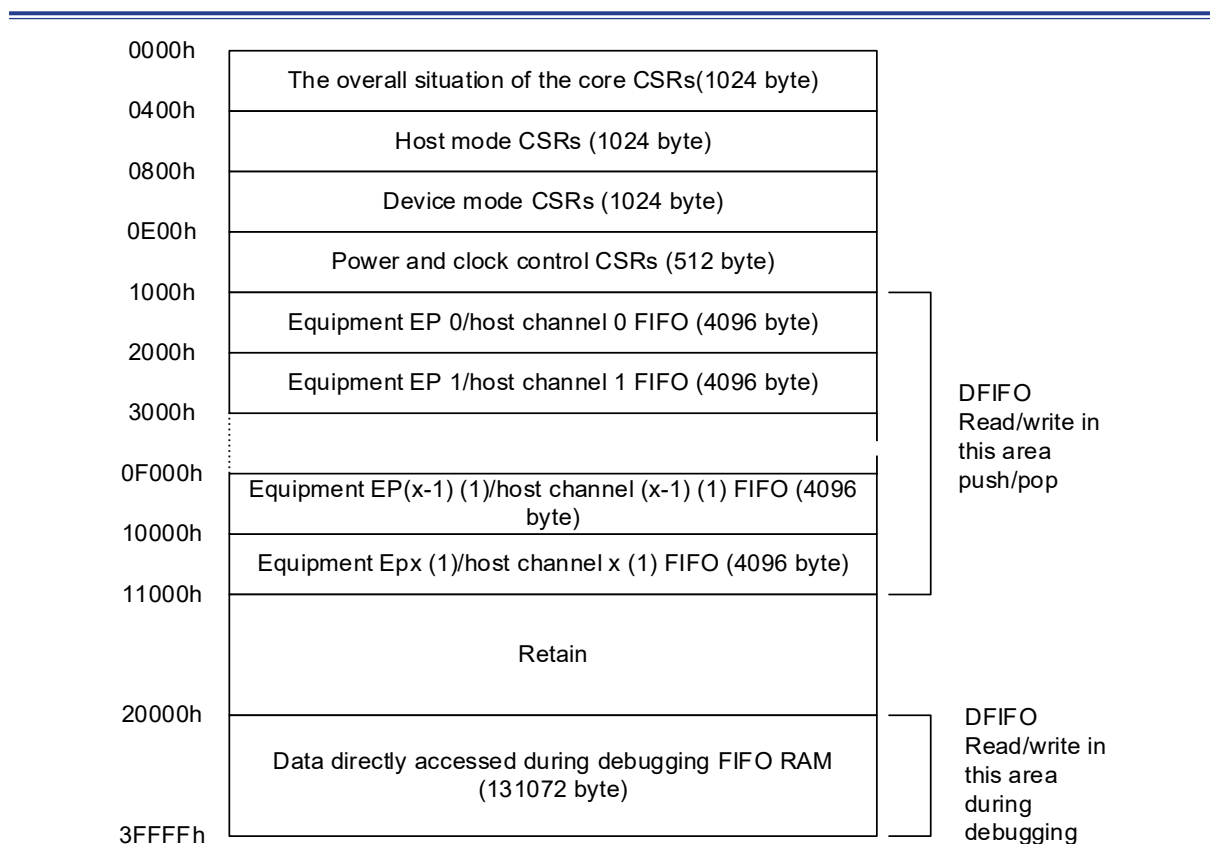 0000h
The overall situation of the core CSRs(1024 byte)
0400h
Host mode CSRs (1024 byte)
0800h
Device mode CSRs (1024 byte)
0E00h
Power and clock control CSRs (512 byte)
1000h
Equipment EP 0/host channel 0 FIFO (4096 byte)
2000h
Equipment EP 1/host channel 1 FIFO (4096 byte)
3000h
DFIFO
Read/write in
this area
push/pop
0F000h
Equipment EP(x-1) (1)/host channel (x-1) (1) FIFO (4096
byte)
10000h
Equipment Epx (1)/host channel x (1) FIFO (4096 byte)
11000h
Retain
20000h
Data directly accessed during debugging FIFO RAM
(131072 byte)
DFIFO
Read/write in
this area
during
debugging
3FFFFh